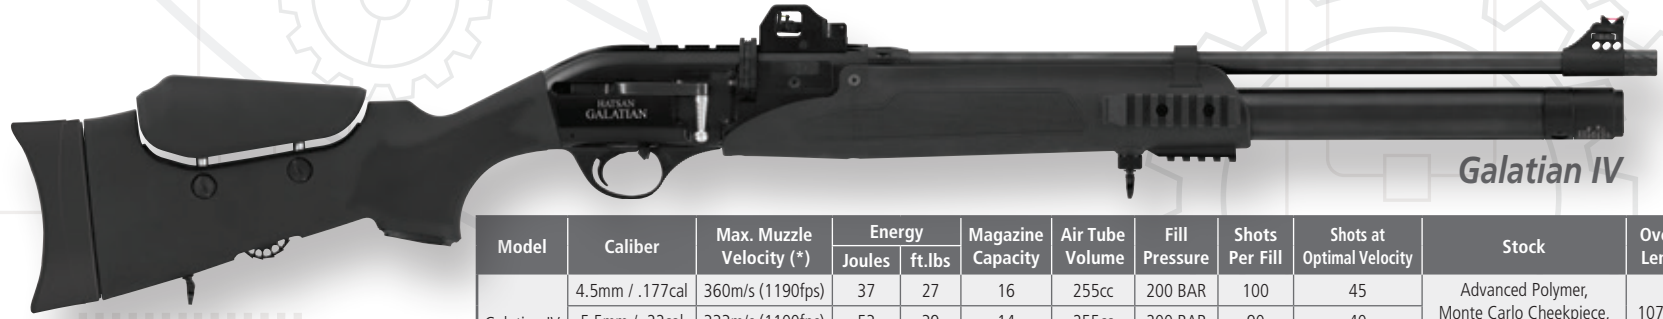 HATSAN
GALATIAN
Galatian IV
Model Caliber Max. Muzzle Velocity (*) Energy Joules ft.lbs Magazine Capacity Air Tube Volume Fill Pressure Shots Per Fill Shots at Optimal Velocity Stock
4.5mm / .177cal 360m/s (1190fps) 37 27 16 255cc 200 BAR 100 45 Advanced Polymer,
Monte Carlo Cheekpiece,